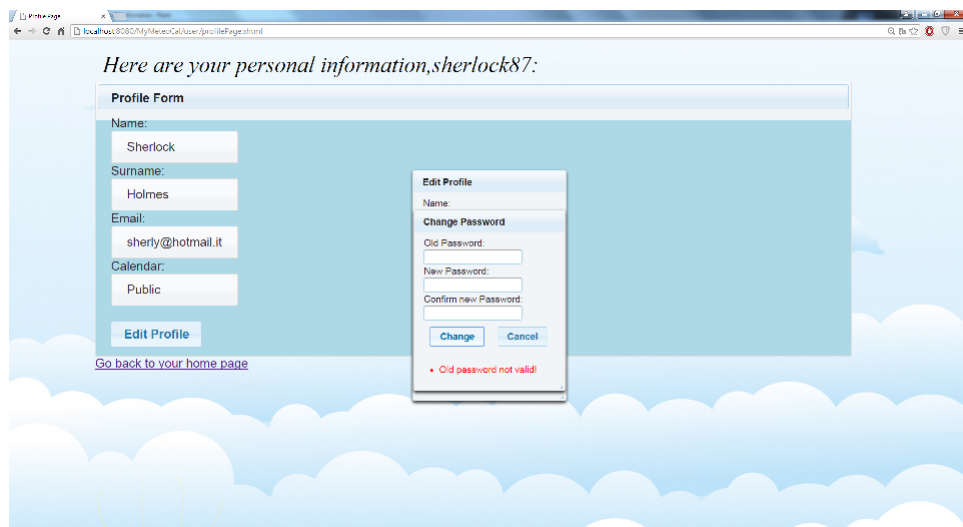 Profile Page
localhost:8080/MyMeteoCal/user/profilePage.xhtml
Here are your personal information,sherlock87:
Profile Form
Name:
Sherlock
Surname:
Holmes
Email:
sherly@hotmail.it
Calendar:
Public
Edit Profile
Go back to your home page
Edit Profile
Name:
Change Password
Old Password:
New Password:
Confirm new Password:
Change
Cancel
Old password not valid!